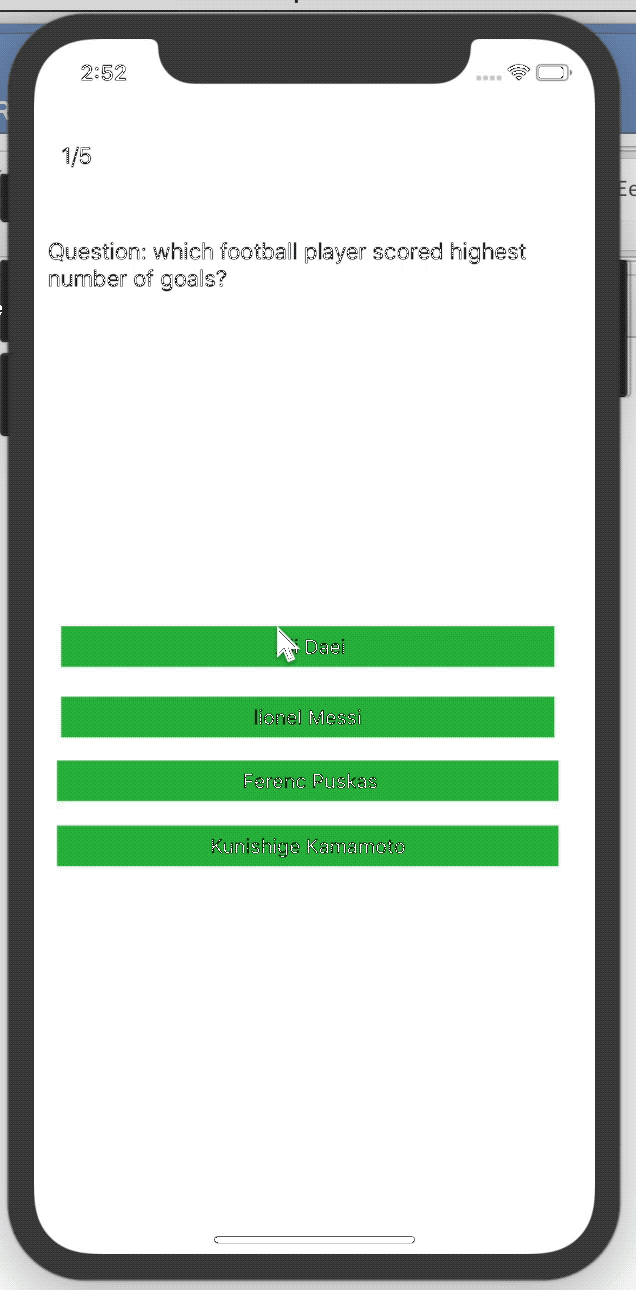 2:52
1/5
Question: which football player scored highest
number of goals?
Daei
lionel Messi
Ferenc Puskas
Kunishige Kamamoto